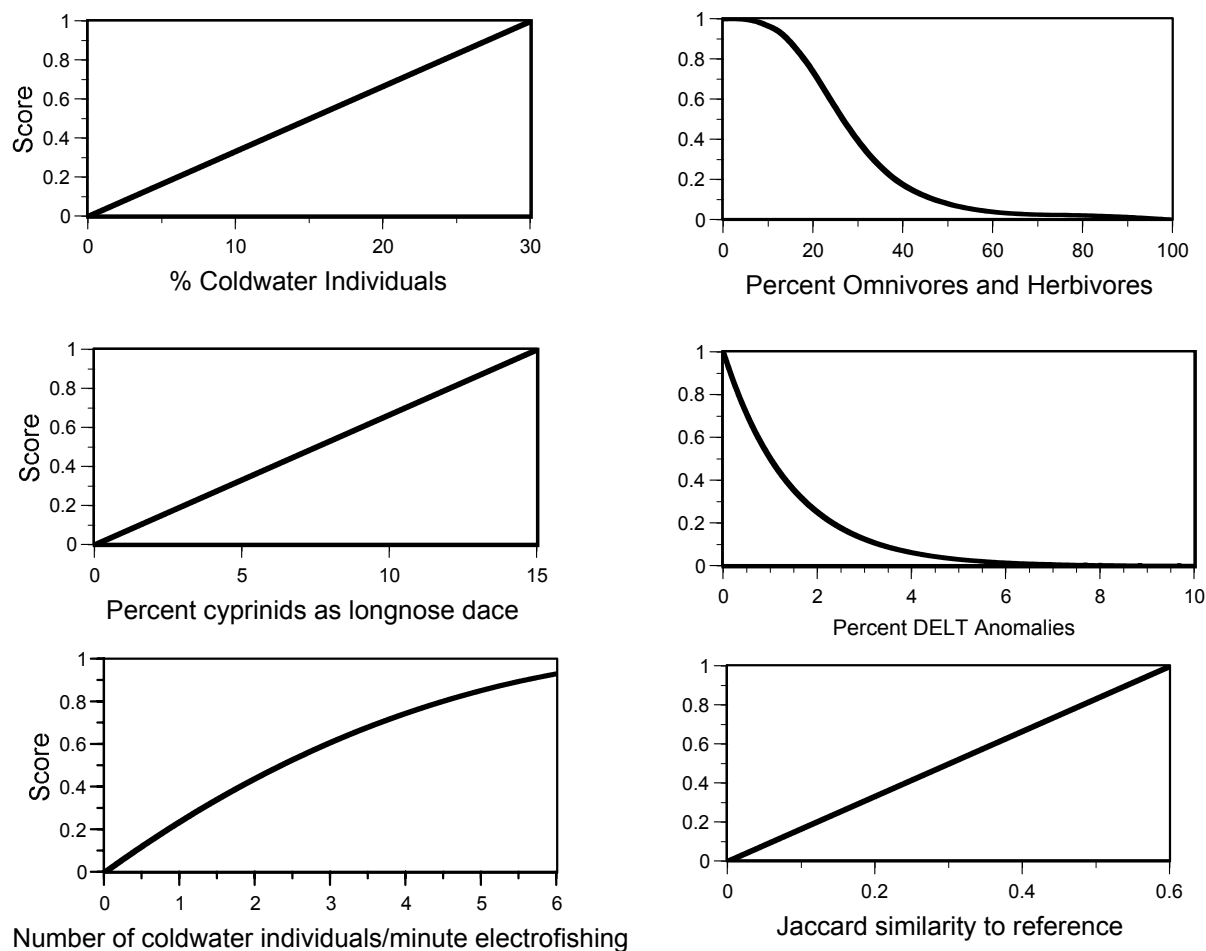 1
0.8
0.6
0.4
0.2
0
Score
0 10 20 30
% Coldwater Individuals
1
0.8
0.6
0.4
0.2
0
0 20 40 60 80 100
Percent Omnivores and Herbivores
1
0.8
0.6
0.4
0.2
0
Score
0 5 10 15
Percent cyprinids as longnose dace
1
0.8
0.6
0.4
0.2
0
0 2 4 6 8 10
Percent DELT Anomalies
1
0.8
0.6
0.4
0.2
0
Score
0 1 2 3 4 5 6
Number of coldwater individuals/minute electrofishing
1
0.8
0.6
0.4
0.2
0
0 0.2 0.4 0.6
Jaccard similarity to reference